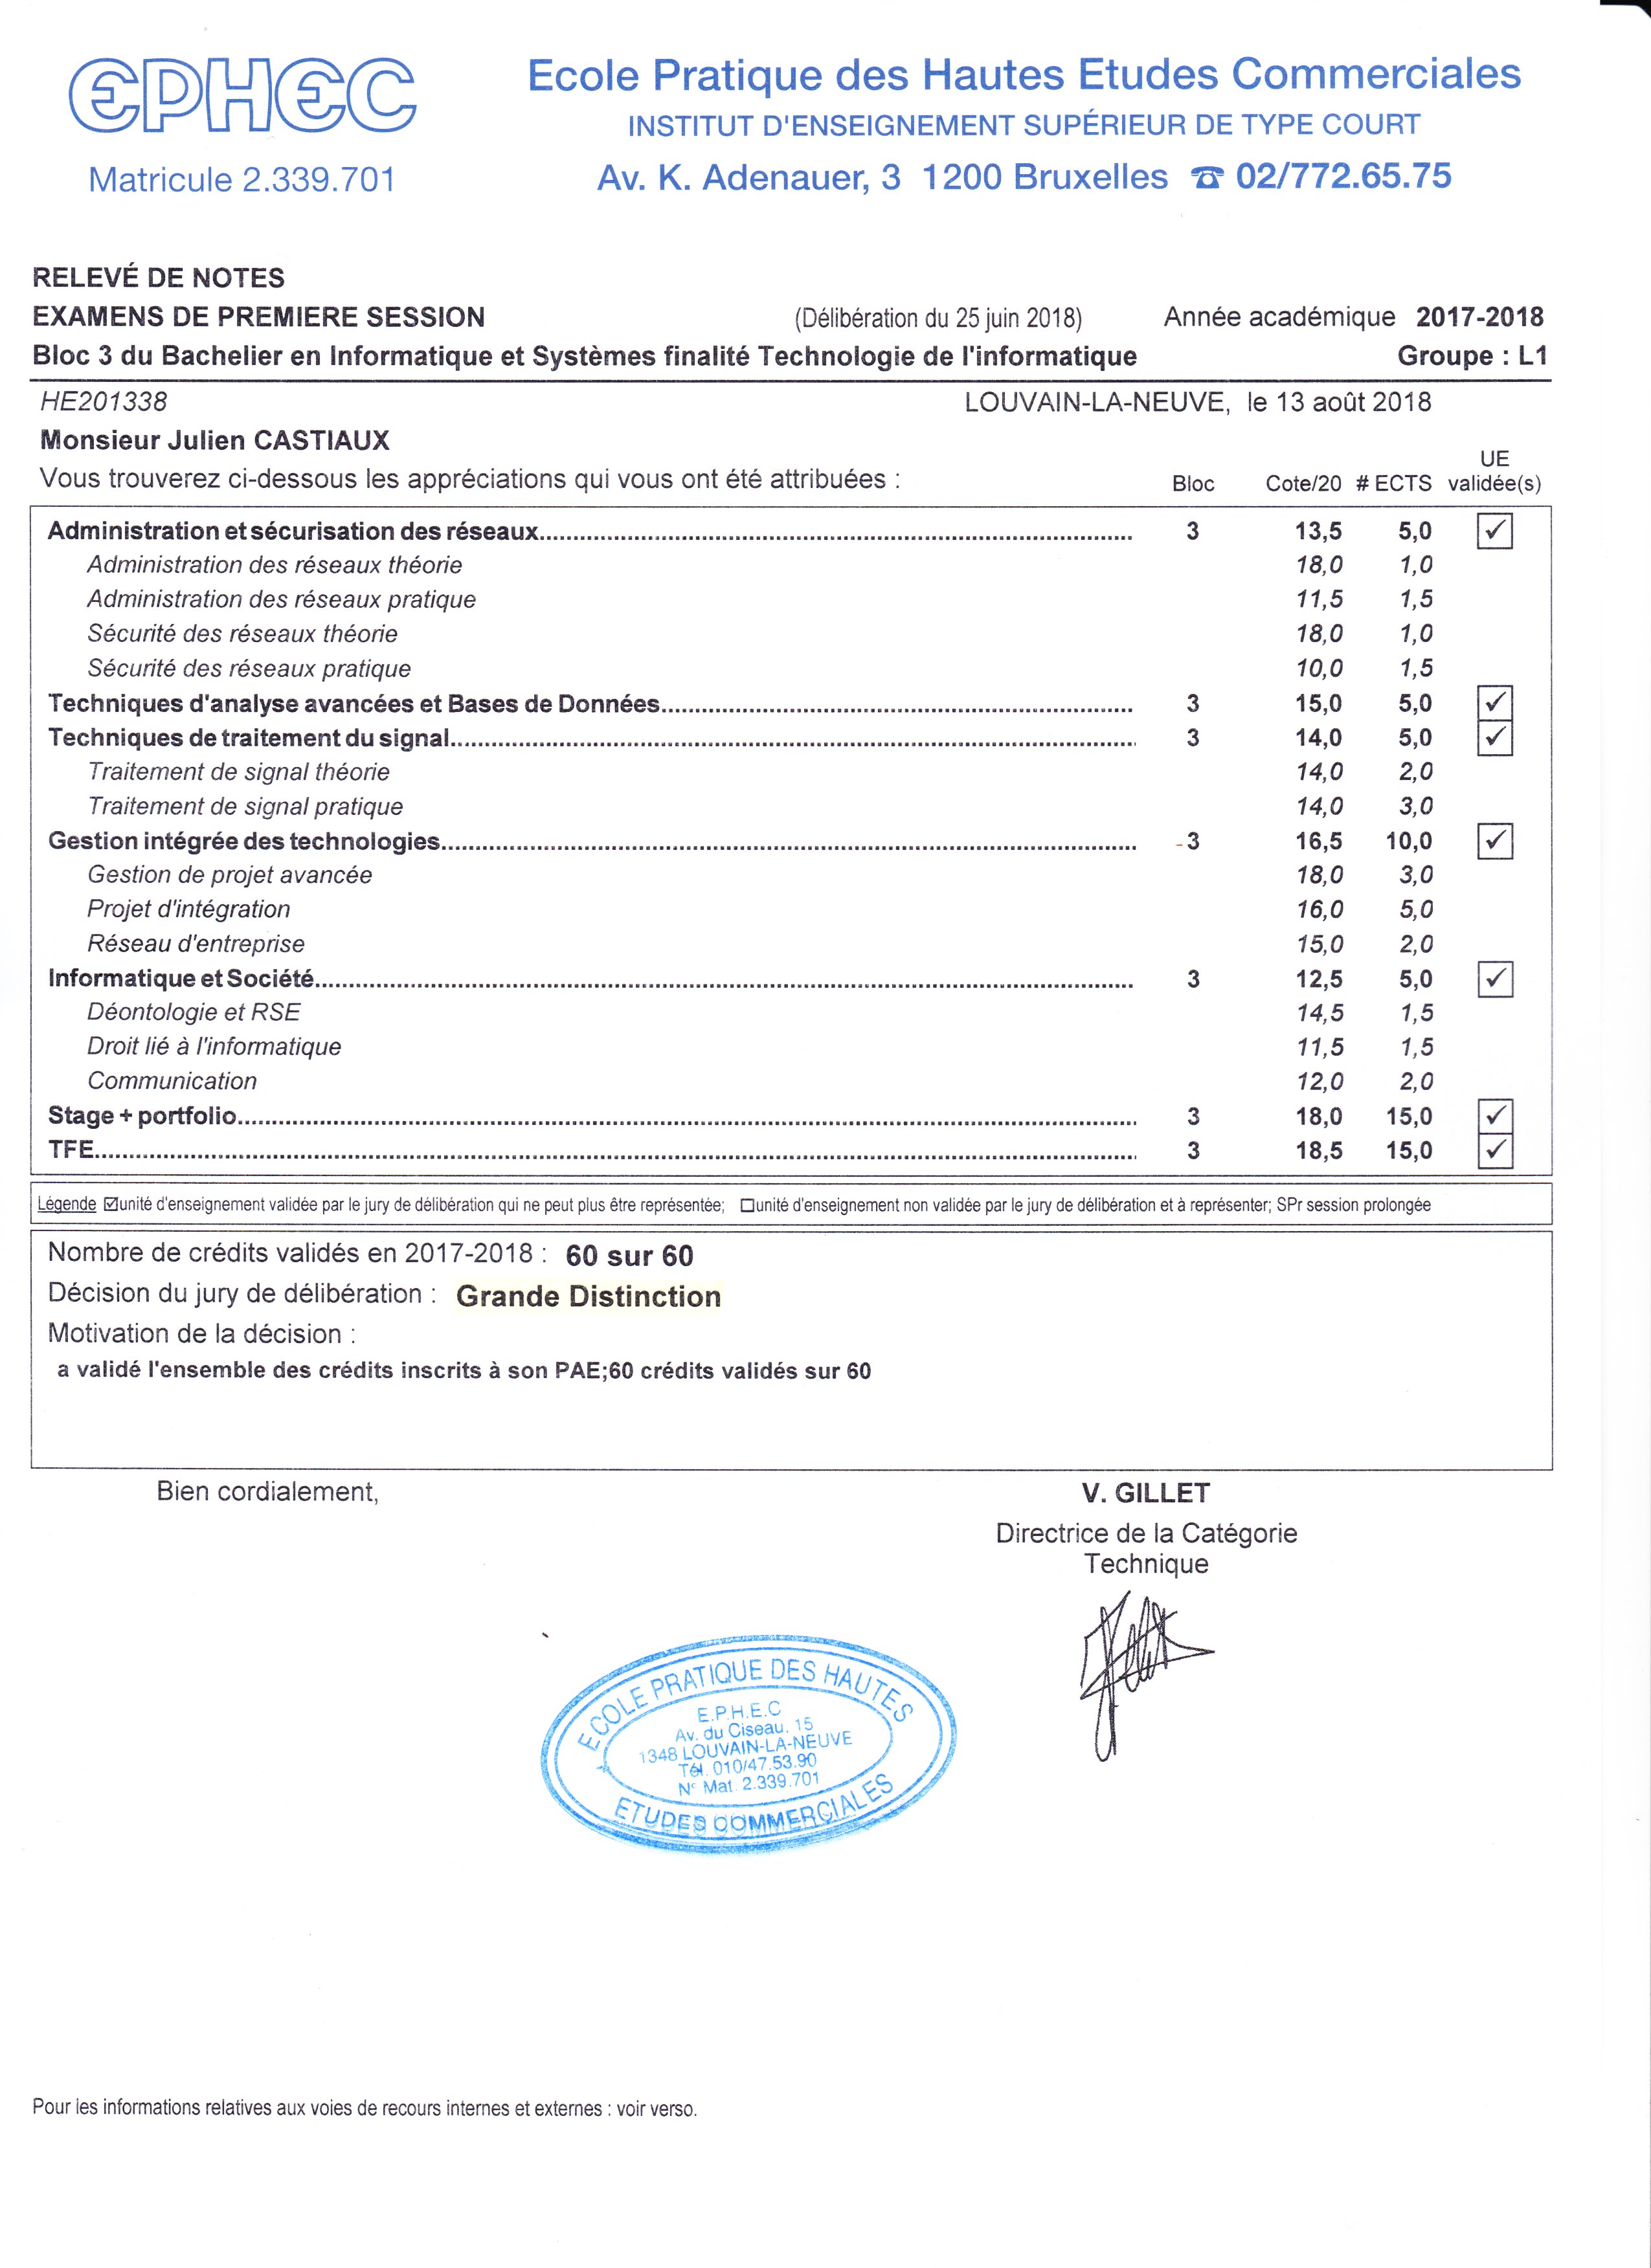 EPHEC
Ecole Pratique des Hautes Etudes Commerciales
INSTITUT D'ENSEIGNEMENT SUPÉRIEUR DE TYPE COURT
Matricule 2.339.701
Av. K. Adenauer, 3 1200 Bruxelles ☎ 02/772.65.75
RELEVÉ DE NOTES
EXAMENS DE PREMIERE SESSION (Délibération du 25 juin 2018) Année académique 2017-2018
Bloc 3 du Bachelier en Informatique et Systèmes finalité Technologie de l'informatique Groupe : L1
HE201338 LOUVAIN-LA-NEUVE, le 13 août 2018
Monsieur Julien CASTIAUX
Vous trouverez ci-dessous les appréciations qui vous ont été attribuées : Bloc Cote/20 # ECTS UE validée(s)
Administration et sécurisation des réseaux 3 13,5 5,0 ✓
Administration des réseaux théorie 18,0 1,0
Administration des réseaux pratique 11,5 1,5
Sécurité des réseaux théorie 18,0 1,0
Sécurité des réseaux pratique 10,0 1,5
Techniques d'analyse avancées et Bases de Données 3 15,0 5,0 ✓
Techniques de traitement du signal 3 14,0 5,0 ✓
Traitement de signal théorie 14,0 2,0
Traitement de signal pratique 14,0 3,0
Gestion intégrée des technologies 3 16,5 10,0 ✓
Gestion de projet avancée 18,0 3,0
Projet d'intégration 16,0 5,0
Réseau d'entreprise 15,0 2,0
Informatique et Société 3 12,5 5,0 ✓
Déontologie et RSE 14,5 1,5
Droit lié à l'informatique 11,5 1,5
Communication 12,0 2,0
Stage + portfolio 3 18,0 15,0 ✓
TFE 3 18,5 15,0 ✓
Légende ☑unité d'enseignement validée par le jury de délibération qui ne peut plus être représentée; ☐unité d'enseignement non validée par le jury de délibération et à représenter; SPr session prolongée
Nombre de crédits validés en 2017-2018 : 60 sur 60
Décision du jury de délibération : Grande Distinction
Motivation de la décision :
a validé l'ensemble des crédits inscrits à son PAE;60 crédits validés sur 60
Bien cordialement,
V. GILLET
Directrice de la Catégorie
Technique
ECOLE PRATIQUE DES HAUTES
E.P.H.E.C
Av. du Ciseau, 15
1348 LOUVAIN-LA-NEUVE
Tél. 010/47.53.90
N° Mat. 2.339.701
ETUDES COMMERCIALES
Pour les informations relatives aux voies de recours internes et externes : voir verso.